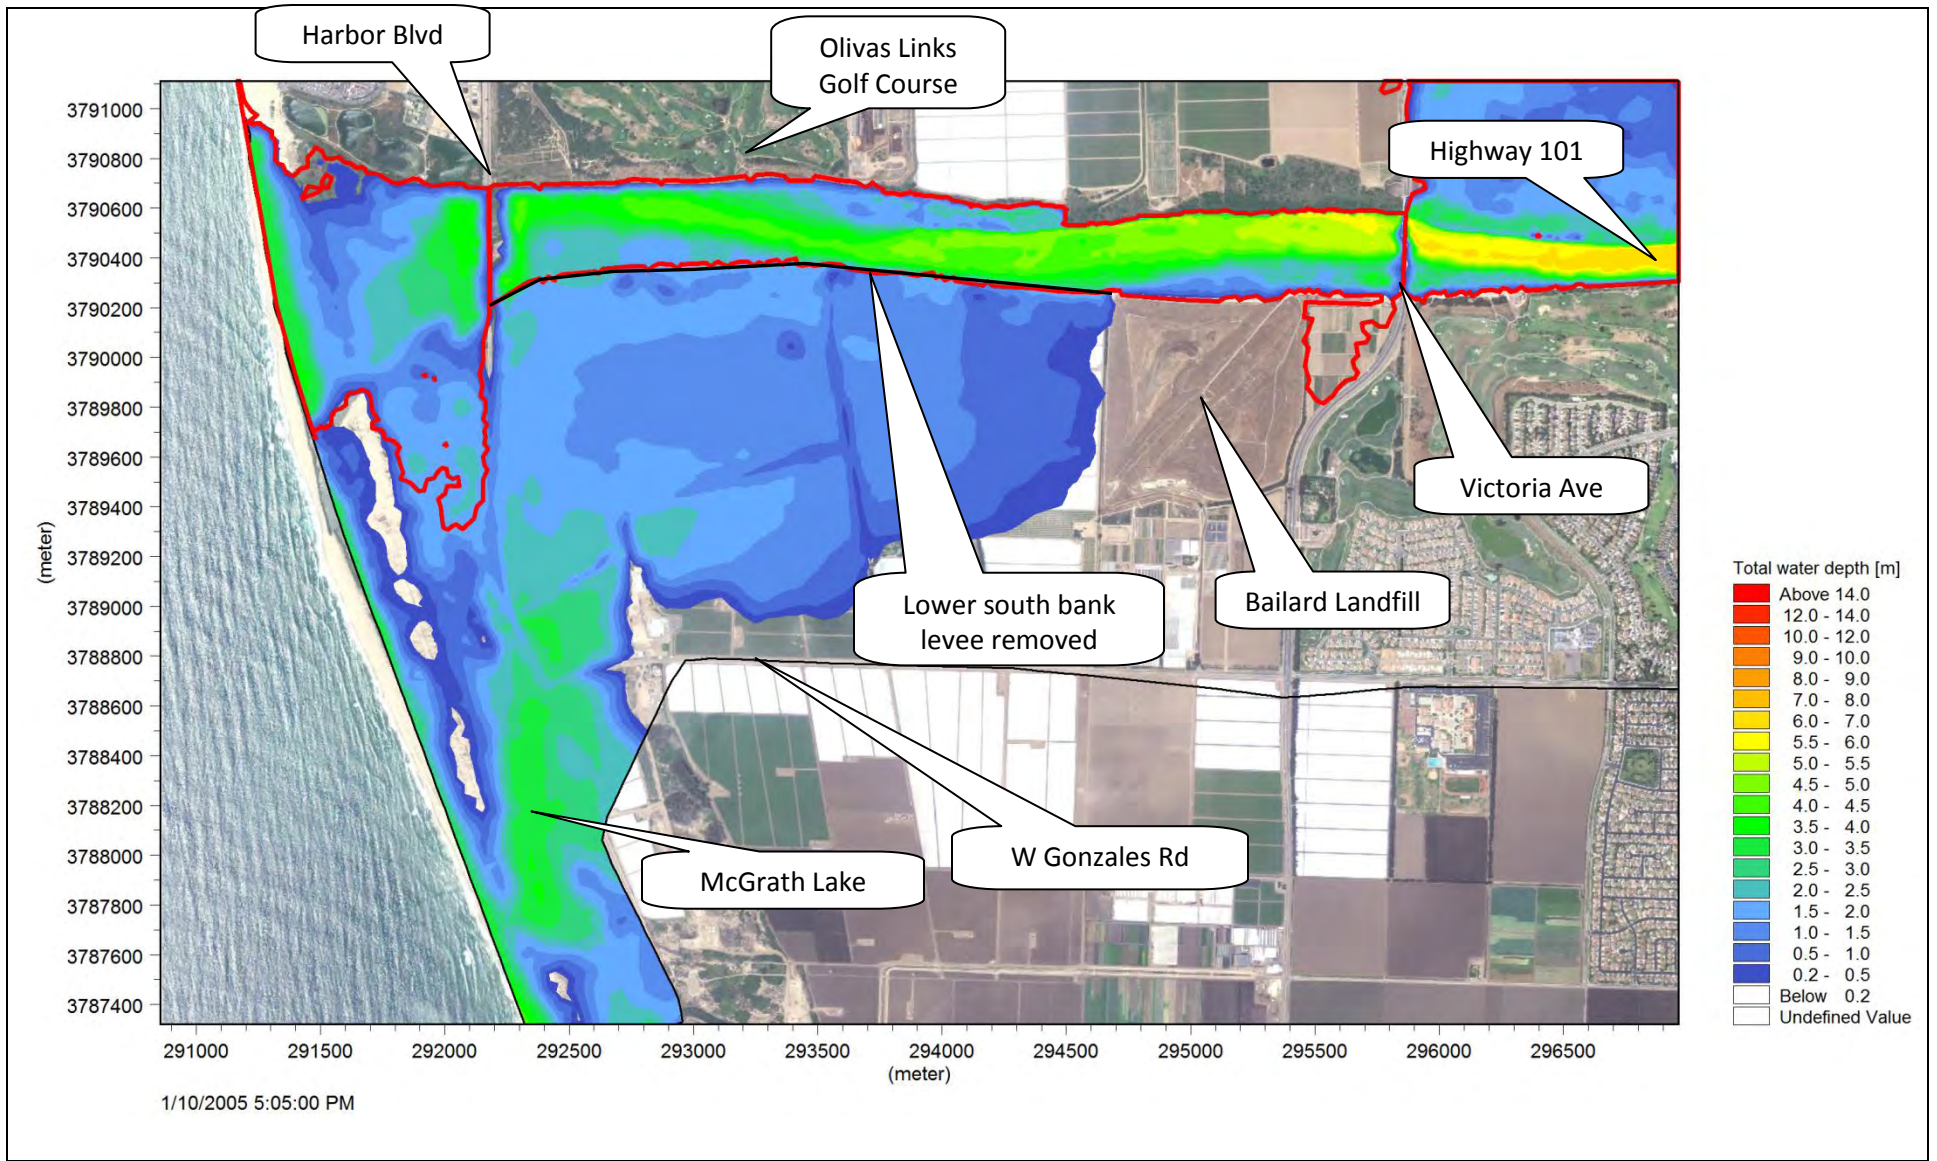 Harbor Blvd
Olivas Links
Golf Course
Highway 101
Victoria Ave
Bailard Landfill
Lower south bank
levee removed
W Gonzales Rd
McGrath Lake
3791000
3790800
3790600
3790400
3790200
3790000
3789800
3789600
3789400
3789200
3789000
3788800
3788600
3788400
3788200
3788000
3787800
3787600
3787400
(meter)
291000
291500
292000
292500
293000
293500
294000
294500
295000
295500
296000
296500
(meter)
1/10/2005 5:05:00 PM
Total water depth [m]
Above 14.0
12.0 - 14.0
10.0 - 12.0
9.0 - 10.0
8.0 - 9.0
7.0 - 8.0
6.0 - 7.0
5.5 - 6.0
5.0 - 5.5
4.5 - 5.0
4.0 - 4.5
3.5 - 4.0
3.0 - 3.5
2.5 - 3.0
2.0 - 2.5
1.5 - 2.0
1.0 - 1.5
0.5 - 1.0
0.2 - 0.5
Below 0.2
Undefined Value